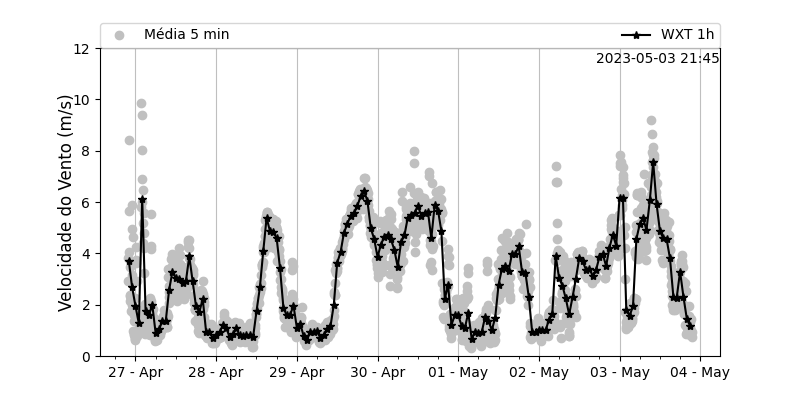 Média 5 min
WXT 1h
2023-05-03 21:45
Velocidade do Vento (m/s)
12
10
8
6
4
2
0
27 - Apr 28 - Apr 29 - Apr 30 - Apr 01 - May 02 - May 03 - May 04 - May